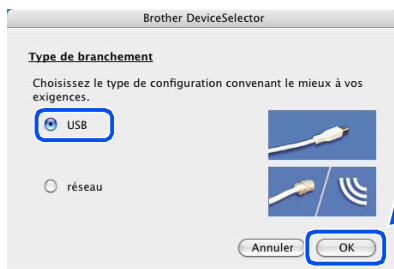 Brother DeviceSelector
Type de branchement
Choisissez le type de configuration convenant le mieux à vos
exigences.
USB
réseau
Annuler OK